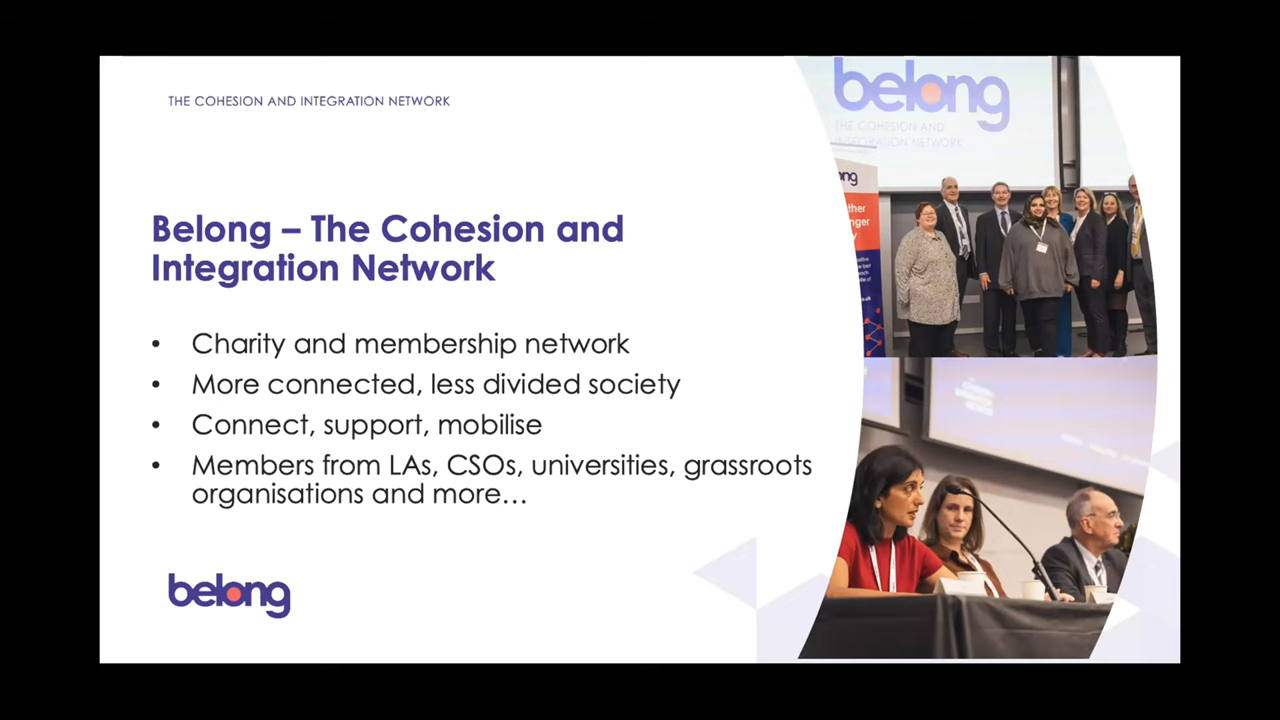 THE COHESION AND INTEGRATION NETWORK
Belong – The Cohesion and
Integration Network
• Charity and membership network
• More connected, less divided society
• Connect, support, mobilise
• Members from LAs, CSOs, universities, grassroots
organisations and more…
belong
belong
THE COHESION AND
INTEGRATION NETWORK